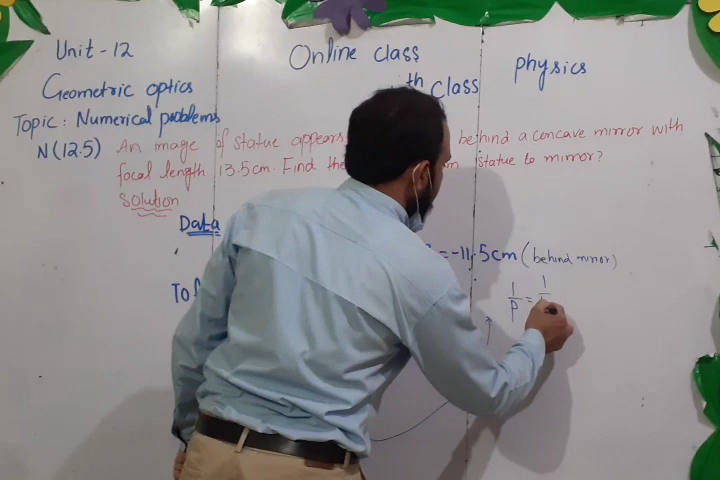 Unit - 12
Online class
physics
Geometric optics
th class
Topic : Numerical problems
N(12.5) An image of statue appears behind a concave mirror with
focal length 13.5cm. Find the statue to mirror?
Solution
Data
= -11.5cm (behind mirror)
To
1/p = 1